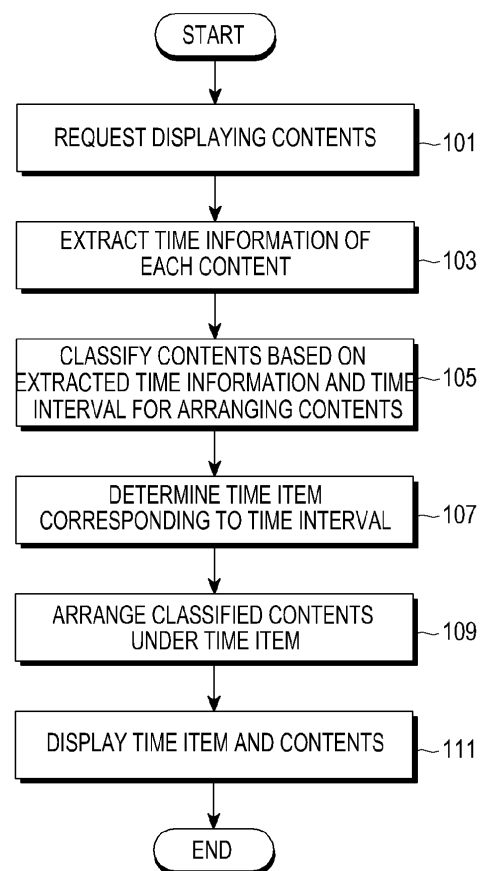 START
REQUEST DISPLAYING CONTENTS
101
EXTRACT TIME INFORMATION OF
EACH CONTENT
103
CLASSIFY CONTENTS BASED ON
EXTRACTED TIME INFORMATION AND TIME
INTERVAL FOR ARRANGING CONTENTS
105
DETERMINE TIME ITEM
CORRESPONDING TO TIME INTERVAL
107
ARRANGE CLASSIFIED CONTENTS
UNDER TIME ITEM
109
DISPLAY TIME ITEM AND CONTENTS
111
END